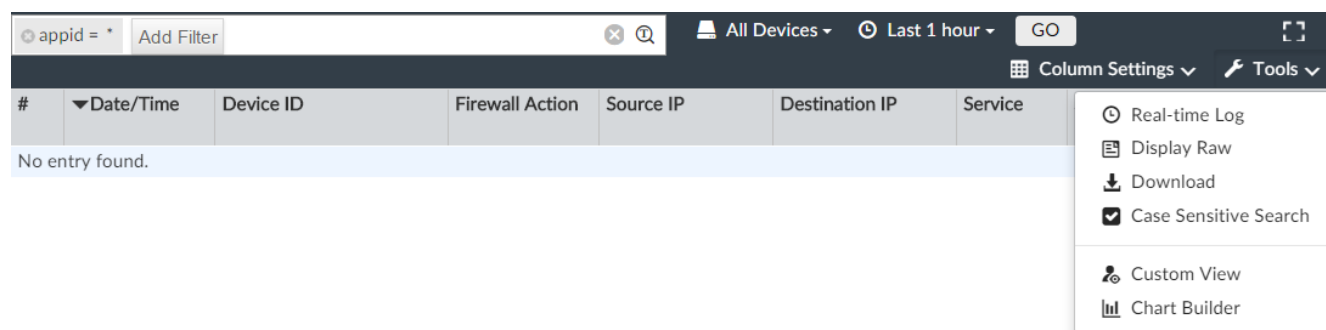 appid = * Add Filter All Devices Last 1 hour GO
Column Settings Tools
# Date/Time Device ID Firewall Action Source IP Destination IP Service
No entry found.
Real-time Log
Display Raw
Download
Case Sensitive Search
Custom View
Chart Builder